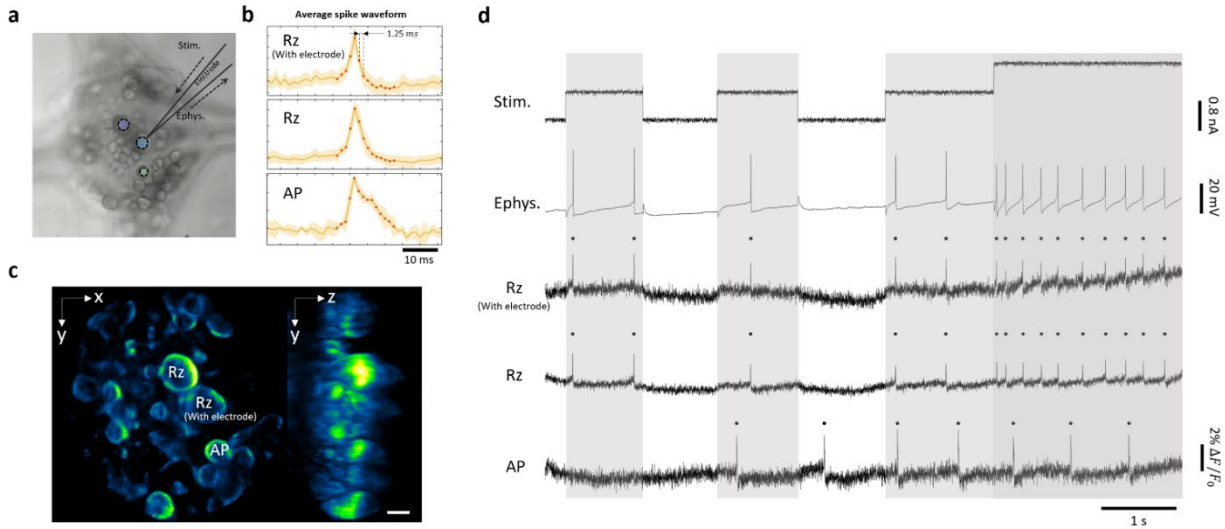 a
Stim.
Electrode
Ephys.
b
Average spike waveform
Rz
(With electrode)
1.25 ms
Rz
AP
10 ms
c
x
y
z
y
Rz
Rz
(With electrode)
AP
d
Stim.
0.8 nA
Ephys.
20 mV
Rz
(With electrode)
Rz
AP
2% ΔF/F₀
1 s